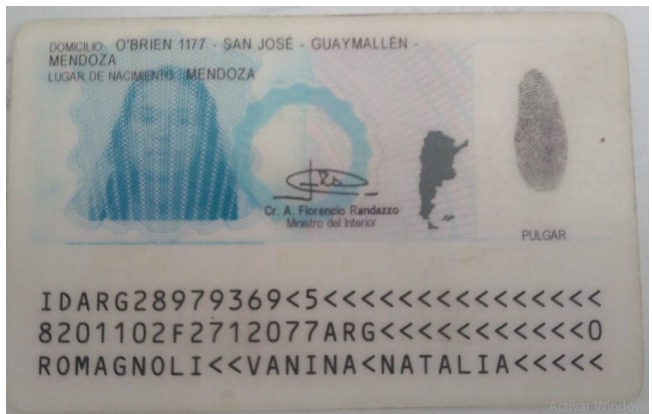 DOMICILIO: O'BRIEN 1177 - SAN JOSÉ - GUAYMALLÉN -
MENDOZA
LUGAR DE NACIMIENTO: MENDOZA
Cr. A. Florencio Randazzo
Ministro del Interior
PULGAR
IDARG28979369<5<<<<<<<<<<<<<<<
8201102F2712077ARG<<<<<<<<<<<0
ROMAGNOLI<<VANINA<NATALIA<<<<<
Activar Windows